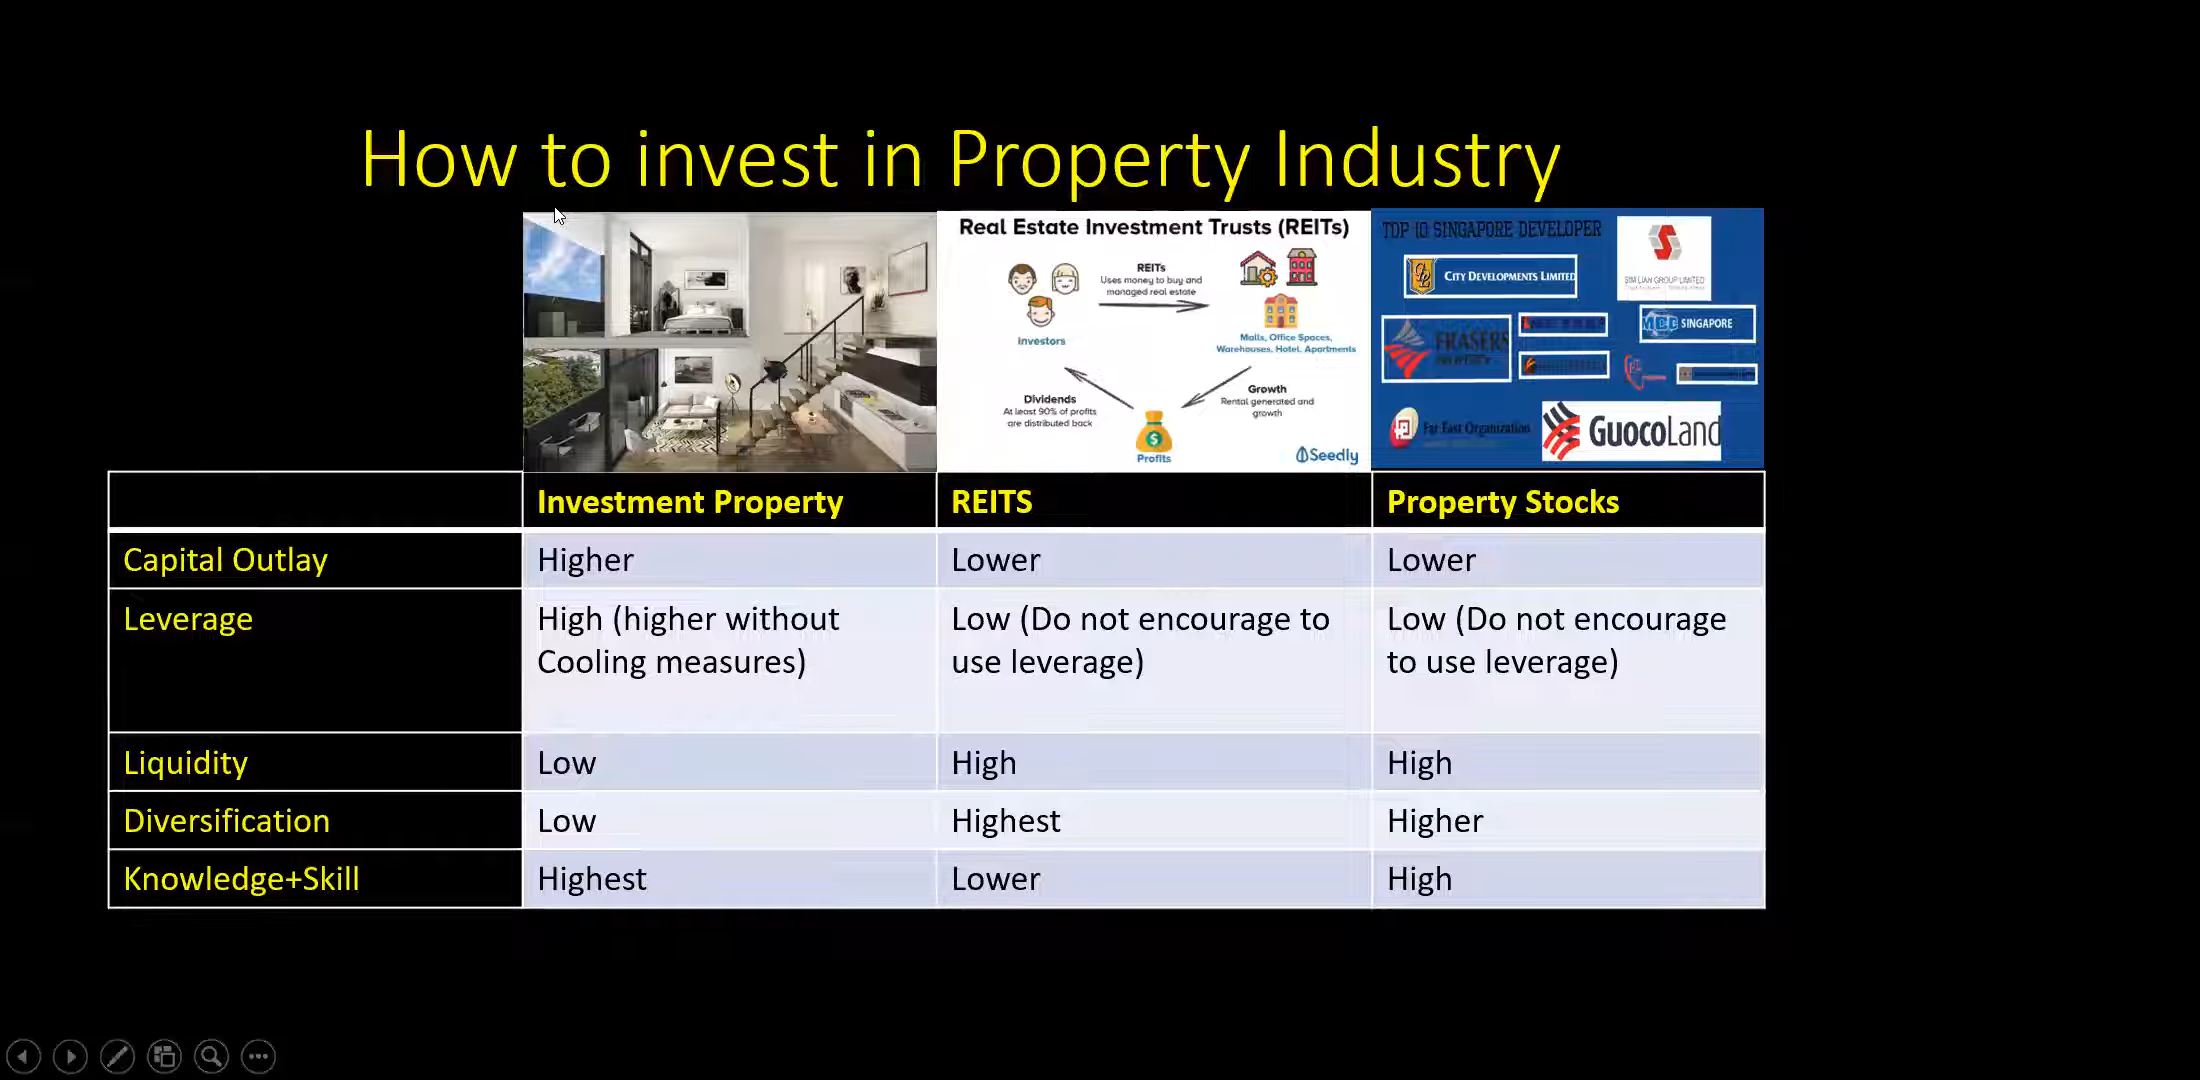 How to invest in Property Industry
Real Estate Investment Trusts (REITs)
REITs
Uses money to buy and
managed real estate
Investors
Malls, Office Spaces,
Warehouses, Hotel, Apartments
Growth
Rental generated and
growth
Dividends
At least 90% of profits
are distributed back
Profits
Seedly
TOP 10 SINGAPORE DEVELOPER
CITY DEVELOPMENTS LIMITED
SIM LIAN GROUP LIMITED
FRASERS
PROPERTY
MCC SINGAPORE
Far East Organization
GUOCOLAND
Investment Property
REITS
Property Stocks
Capital Outlay
Higher
Lower
Lower
Leverage
High (higher without
Cooling measures)
Low (Do not encourage to
use leverage)
Low (Do not encourage
to use leverage)
Liquidity
Low
High
High
Diversification
Low
Highest
Higher
Knowledge+Skill
Highest
Lower
High